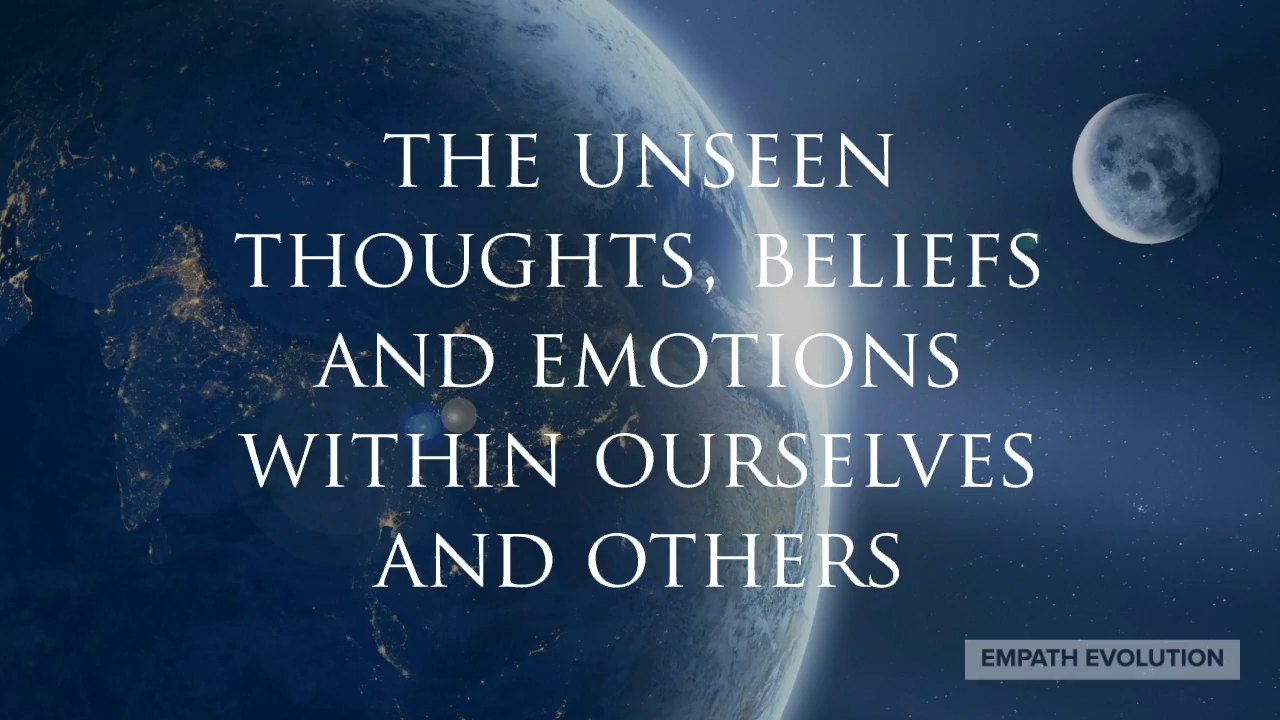 THE UNSEEN
THOUGHTS, BELIEFS
AND EMOTIONS
WITHIN OURSELVES
AND OTHERS
EMPATH EVOLUTION